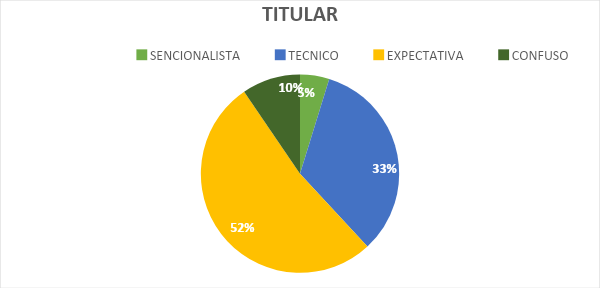 TITULAR
SENCIONALISTA TECNICO EXPECTATIVA CONFUSO
10% 5%
33%
52%